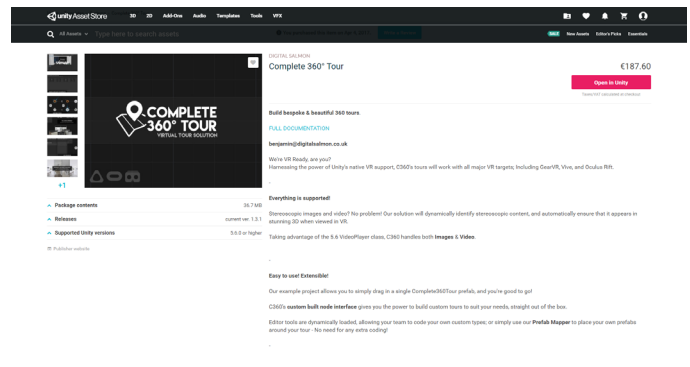 unity Asset Store
3D 2D Add-Ons Audio Templates Tools VFX
All Assets Type here to search assets
SALE New Assets Editor's Picks Essentials
DIGITAL SALMON
Complete 360° Tour
€187.60
Open in Unity
COMPLETE
360° TOUR
VIRTUAL TOUR SOLUTION
+1
Package contents 26.7 MB
Releases current ver. 1.3.1
Supported Unity versions 5.6.0 or higher
Publisher website
Build bespoke & beautiful 360 tours.
FULL DOCUMENTATION
benjamin@digitalsalmon.co.uk
We're VR Ready, are you?
Harnessing the power of Unity's native VR support, C360's tours will work with all major VR targets, Including GearVR, Vive, and Oculus Rift.
.
Everything is supported!
Stereoscopic images and video? No problem! Our solution will dynamically identify stereoscopic content, and automatically ensure that it appears in
stunning 3D when viewed in VR.
Taking advantage of the 5.6 VideoPlayer class, C360 handles both Images & Video.
.
Easy to use! Extensible!
Our example project allows you to simply drag in a single Complete360Tour prefab, and you're good to go!
C360's custom built node interface gives you the power to build custom tours to suit your needs, straight out of the box.
Editor tools are dynamically loaded, allowing your team to code your own custom types; or simply use our Prefab Mapper to place your own prefabs
around your tour - No need for any extra coding!
.